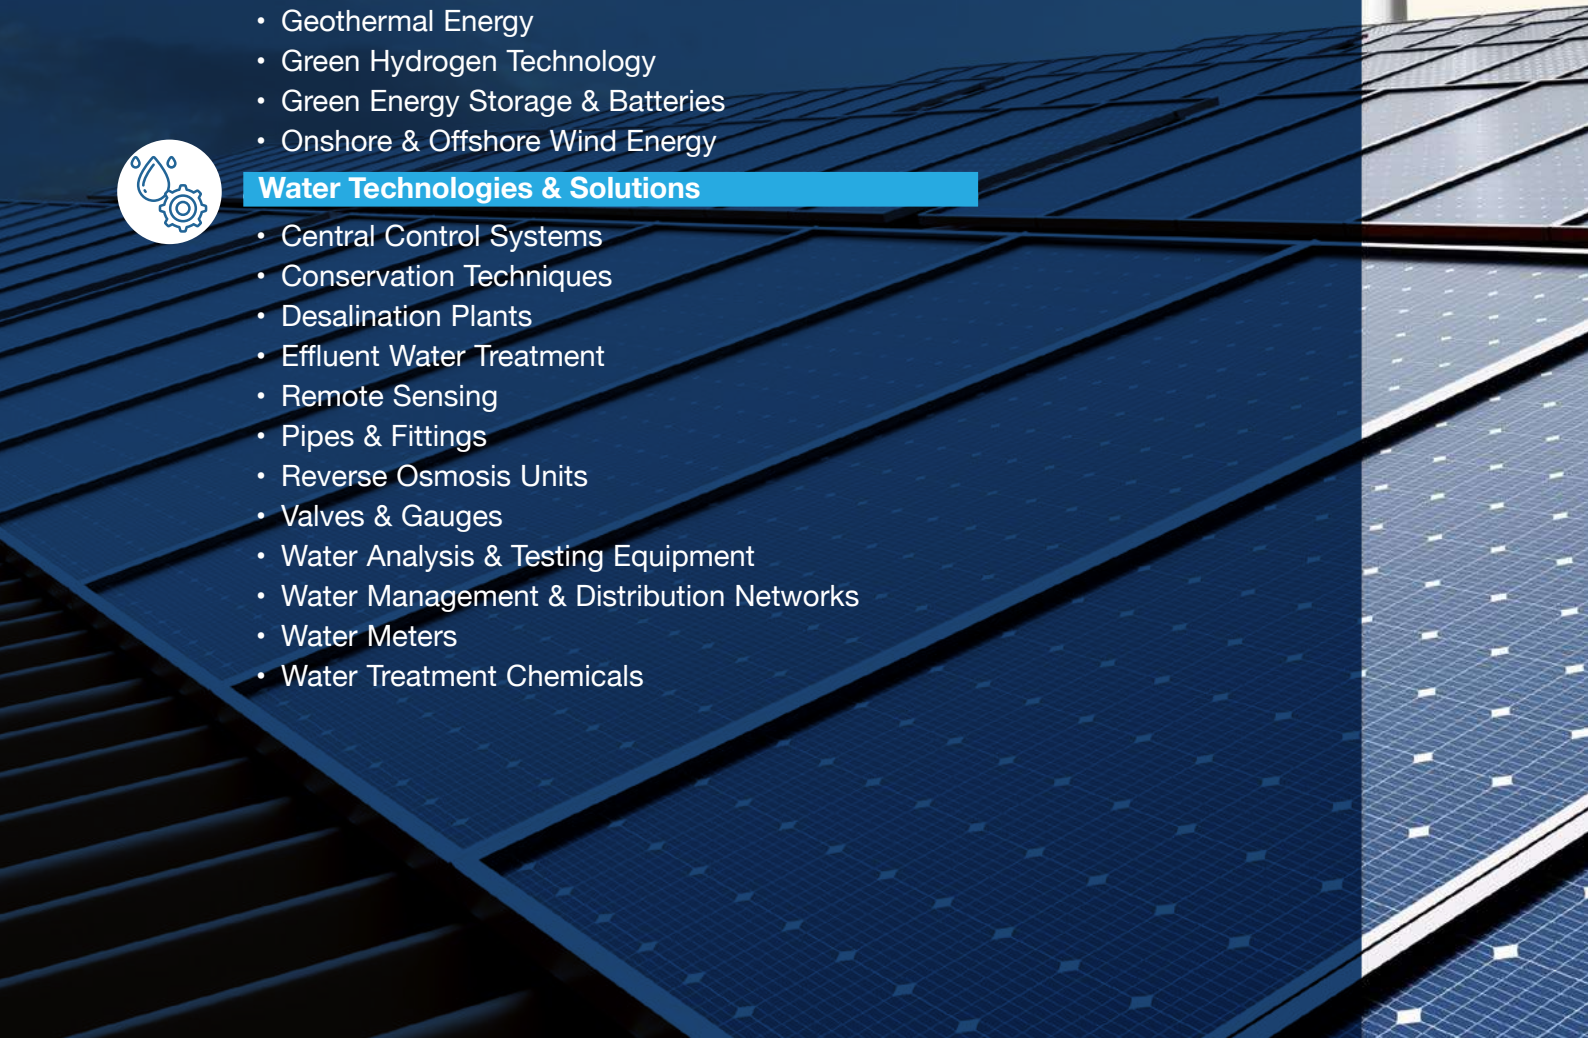 • Geothermal Energy
• Green Hydrogen Technology
• Green Energy Storage & Batteries
• Onshore & Offshore Wind Energy
Water Technologies & Solutions
• Central Control Systems
• Conservation Techniques
• Desalination Plants
• Effluent Water Treatment
• Remote Sensing
• Pipes & Fittings
• Reverse Osmosis Units
• Valves & Gauges
• Water Analysis & Testing Equipment
• Water Management & Distribution Networks
• Water Meters
• Water Treatment Chemicals